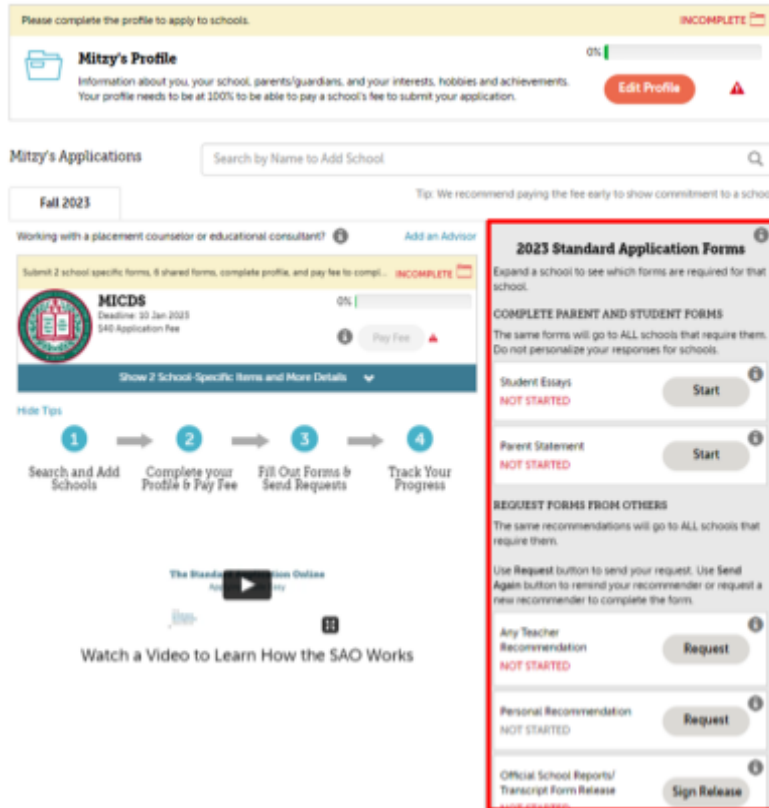 Please complete the profile to apply to schools.
INCOMPLETE
Mitzy's Profile
0%
Information about you, your school, parents/guardians, and your interests, hobbies and achievements.
Your profile needs to be at 100% to be able to pay a school's fee to submit your application.
Edit Profile
Mitzy's Applications
Search by Name to Add School
Fall 2023
Tip: We recommend paying the fee early to show commitment to a schoo
Working with a placement counselor or educational consultant?
Add an Advisor
Submit 2 school specific forms, 6 shared forms, complete profile, and pay fee to compl...
INCOMPLETE
MICDS
0%
Deadline: 10 Jan 2023
$40 Application Fee
Pay Fee
Show 2 School-Specific Items and More Details
Hide Tips
1
2
3
4
Search and Add
Schools
Complete your
Profile & Pay Fee
Fill Out Forms &
Send Requests
Track Your
Progress
Watch a Video to Learn How the SAO Works
2023 Standard Application Forms
Expand a school to see which forms are required for that
school.
COMPLETE PARENT AND STUDENT FORMS
The same forms will go to ALL schools that require them.
Do not personalize your responses for schools.
Student Essays
NOT STARTED
Start
Parent Statement
NOT STARTED
Start
REQUEST FORMS FROM OTHERS
The same recommendations will go to ALL schools that
require them.
Use Request button to send your request. Use Send
Again button to remind your recommender or request a
new recommender to complete the form.
Any Teacher
Recommendation
NOT STARTED
Request
Personal Recommendation
NOT STARTED
Request
Official School Reports/
Transcript Form Release
NOT STARTED
Sign Release